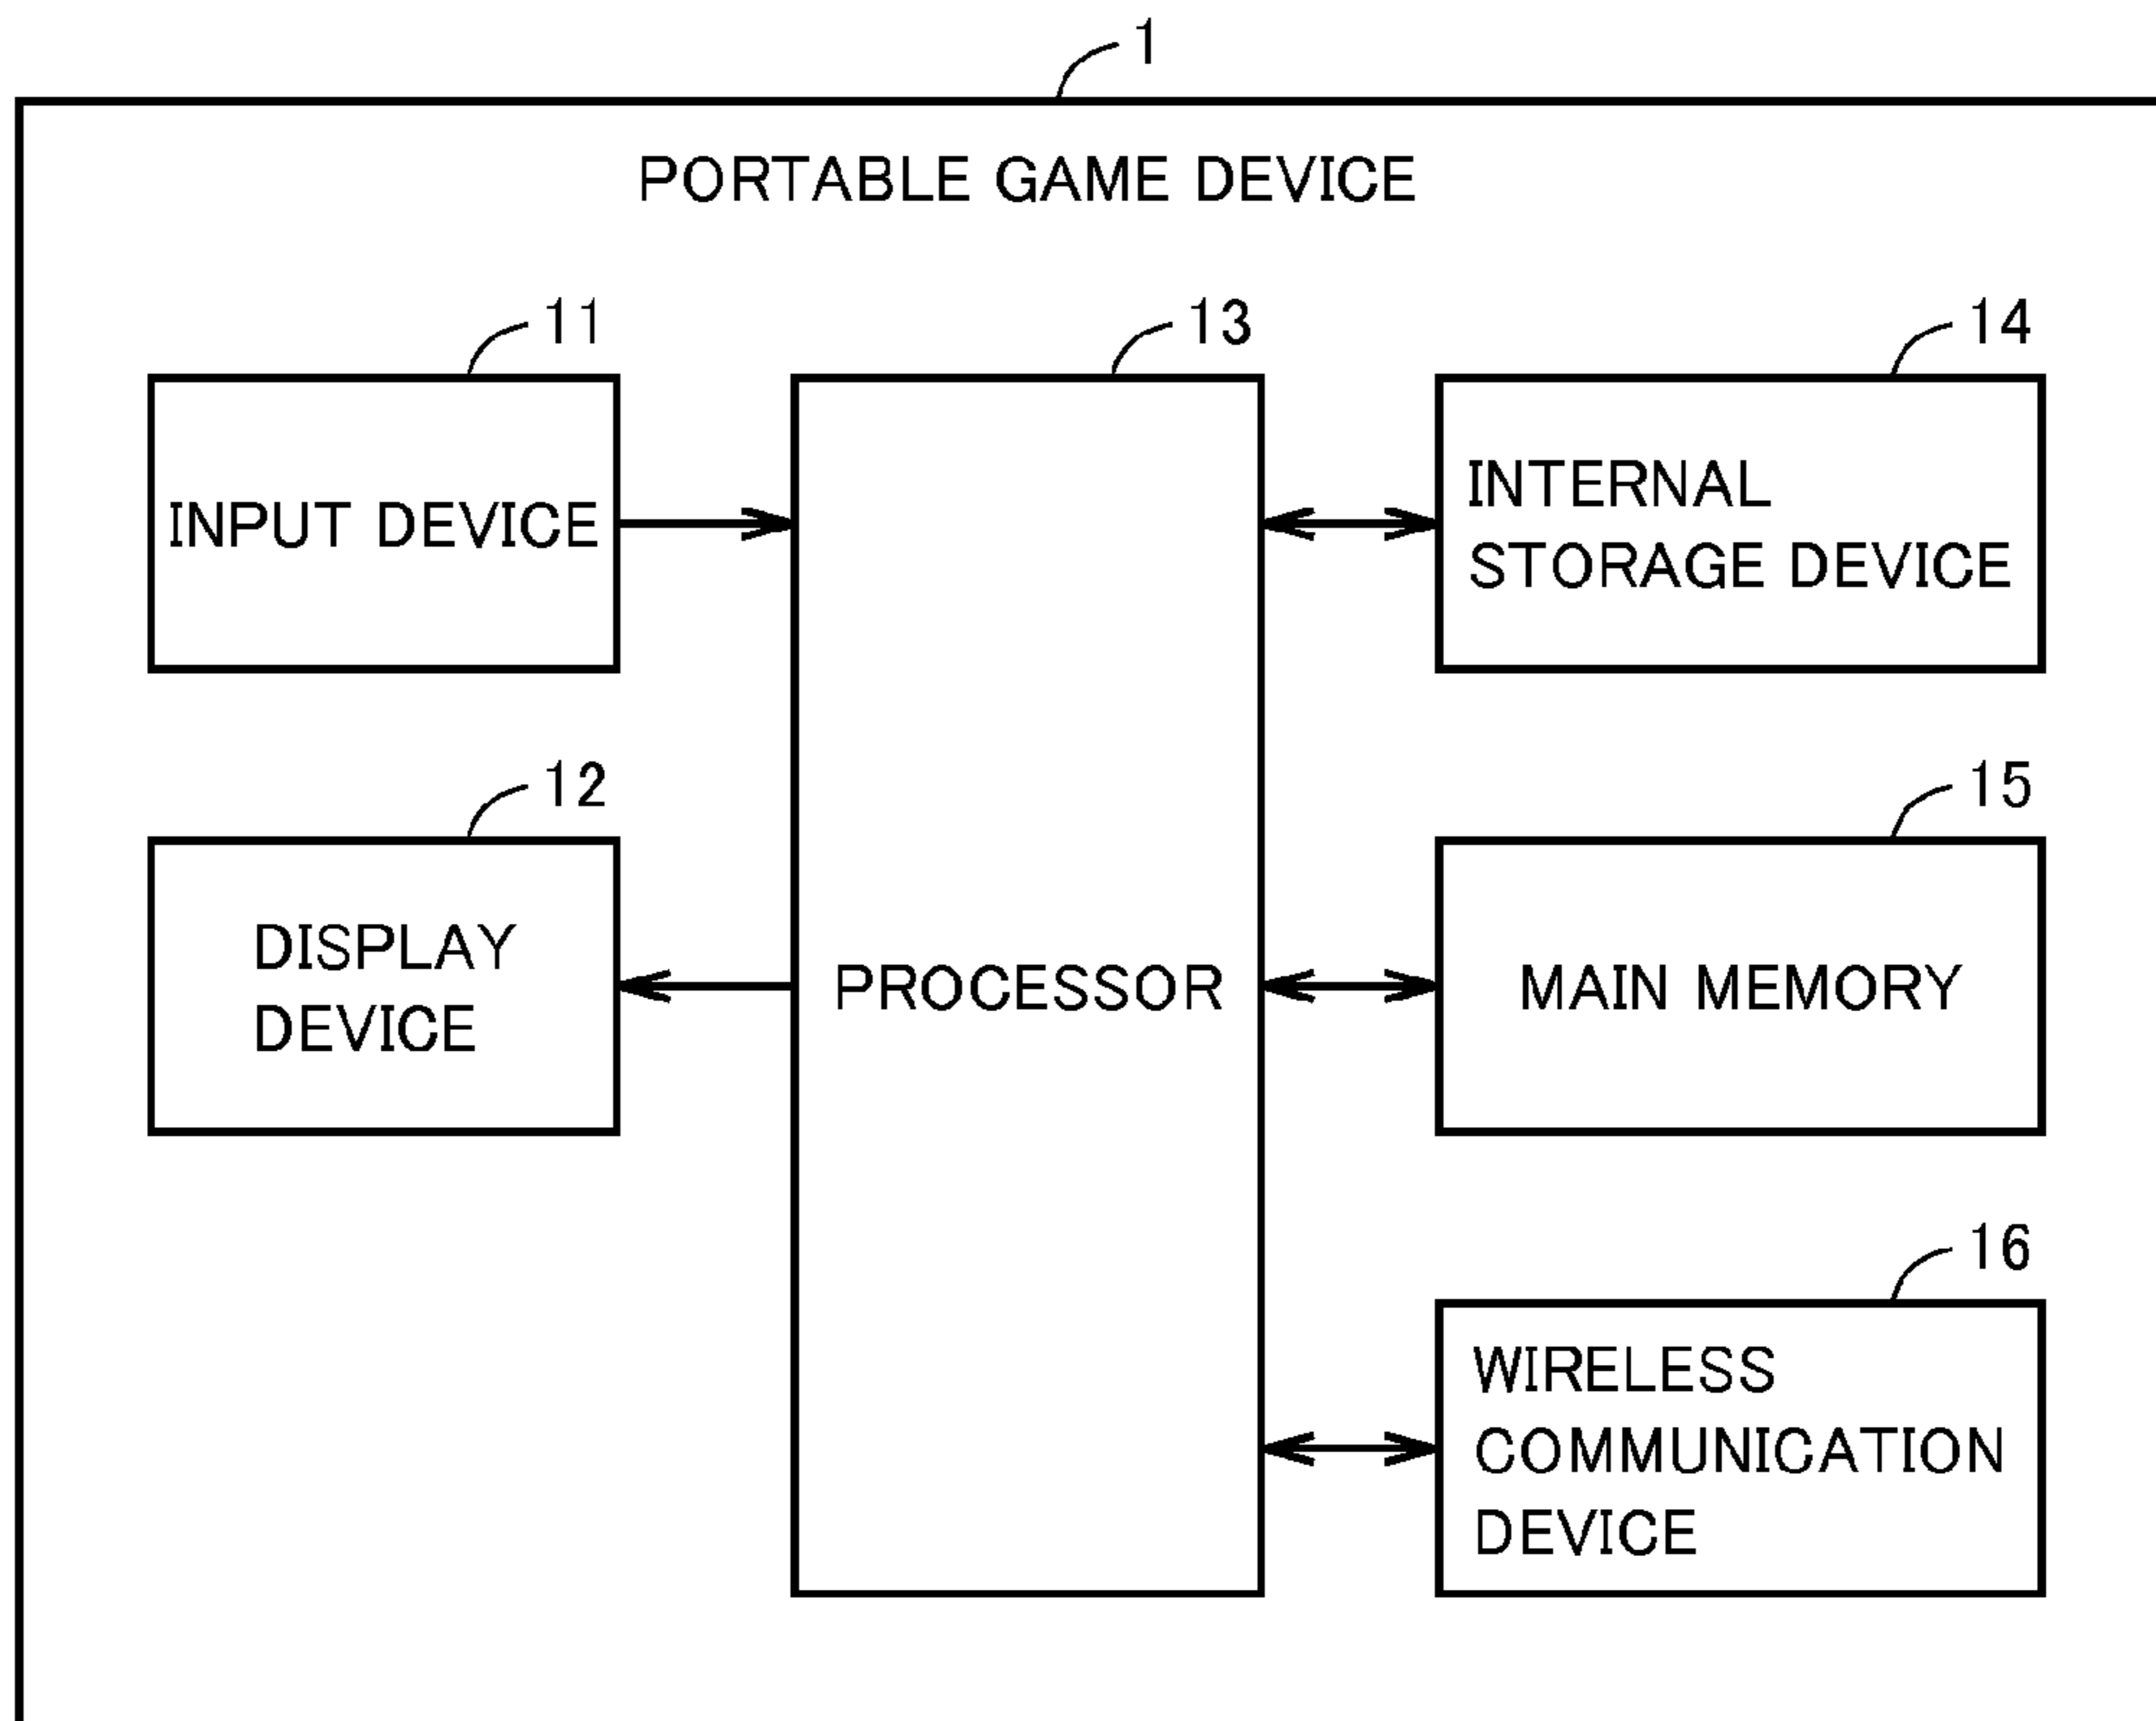 1
PORTABLE GAME DEVICE
11
13
14
INPUT DEVICE
INTERNAL
STORAGE DEVICE
12
15
DISPLAY
DEVICE
PROCESSOR
MAIN MEMORY
16
WIRELESS
COMMUNICATION
DEVICE